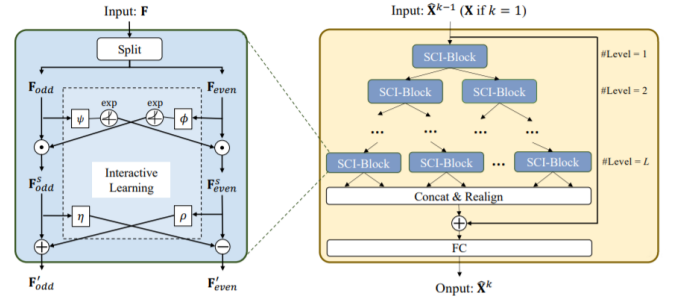 Input: F
Split
F_odd
F_even
exp
exp
ψ
ϕ
F^s_odd
Interactive
Learning
F^s_even
η
ρ
F′_odd
F′_even
Input: X̂^{k−1} (X if k = 1)
SCI-Block
#Level = 1
SCI-Block
SCI-Block
#Level = 2
...
...
...
SCI-Block
SCI-Block
...
SCI-Block
#Level = L
Concat & Realign
FC
Onput: X̂^k